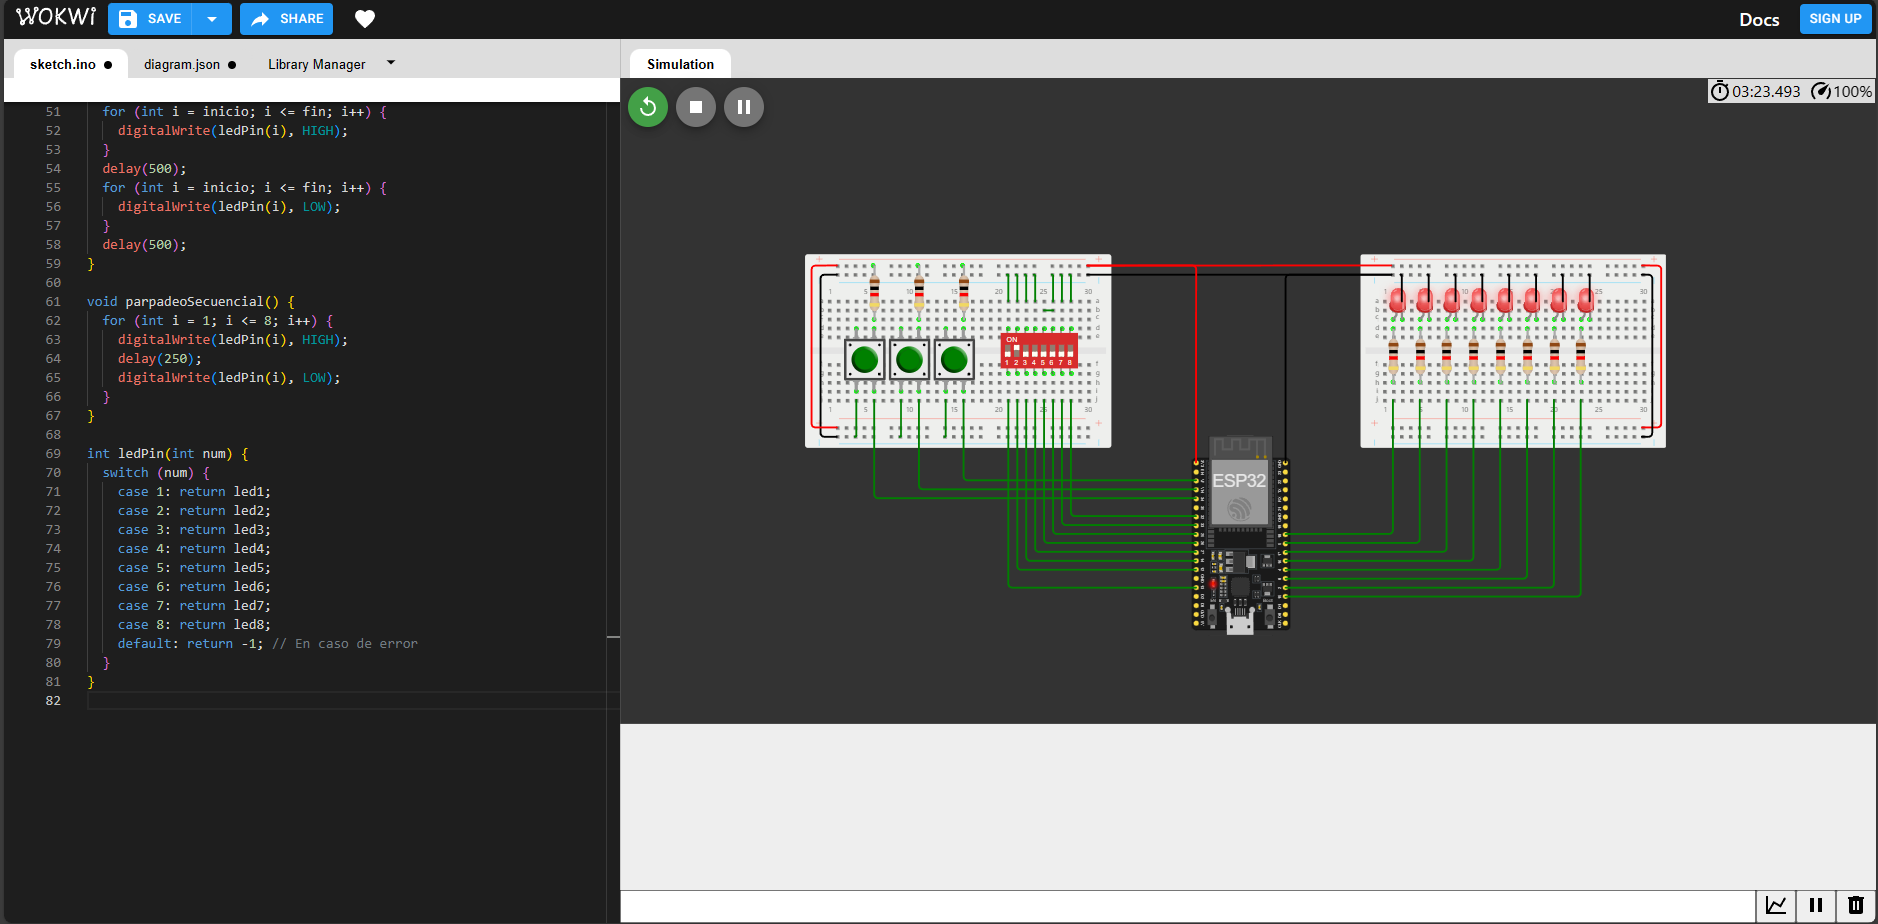 WOKWI
SAVE
SHARE
Docs
SIGN UP
sketch.ino
diagram.json
Library Manager
Simulation
03:23.493
100%
51 for (int i = inicio; i <= fin; i++) {
52 digitalWrite(ledPin(i), HIGH);
53 }
54 delay(500);
55 for (int i = inicio; i <= fin; i++) {
56 digitalWrite(ledPin(i), LOW);
57 }
58 delay(500);
59 }
60
61 void parpadeoSecuencial() {
62 for (int i = 1; i <= 8; i++) {
63 digitalWrite(ledPin(i), HIGH);
64 delay(250);
65 digitalWrite(ledPin(i), LOW);
66 }
67 }
68
69 int ledPin(int num) {
70 switch (num) {
71 case 1: return led1;
72 case 2: return led2;
73 case 3: return led3;
74 case 4: return led4;
75 case 5: return led5;
76 case 6: return led6;
77 case 7: return led7;
78 case 8: return led8;
79 default: return -1; // En caso de error
80 }
81 }
82
ON
1 2 3 4 5 6 7 8
ESP32